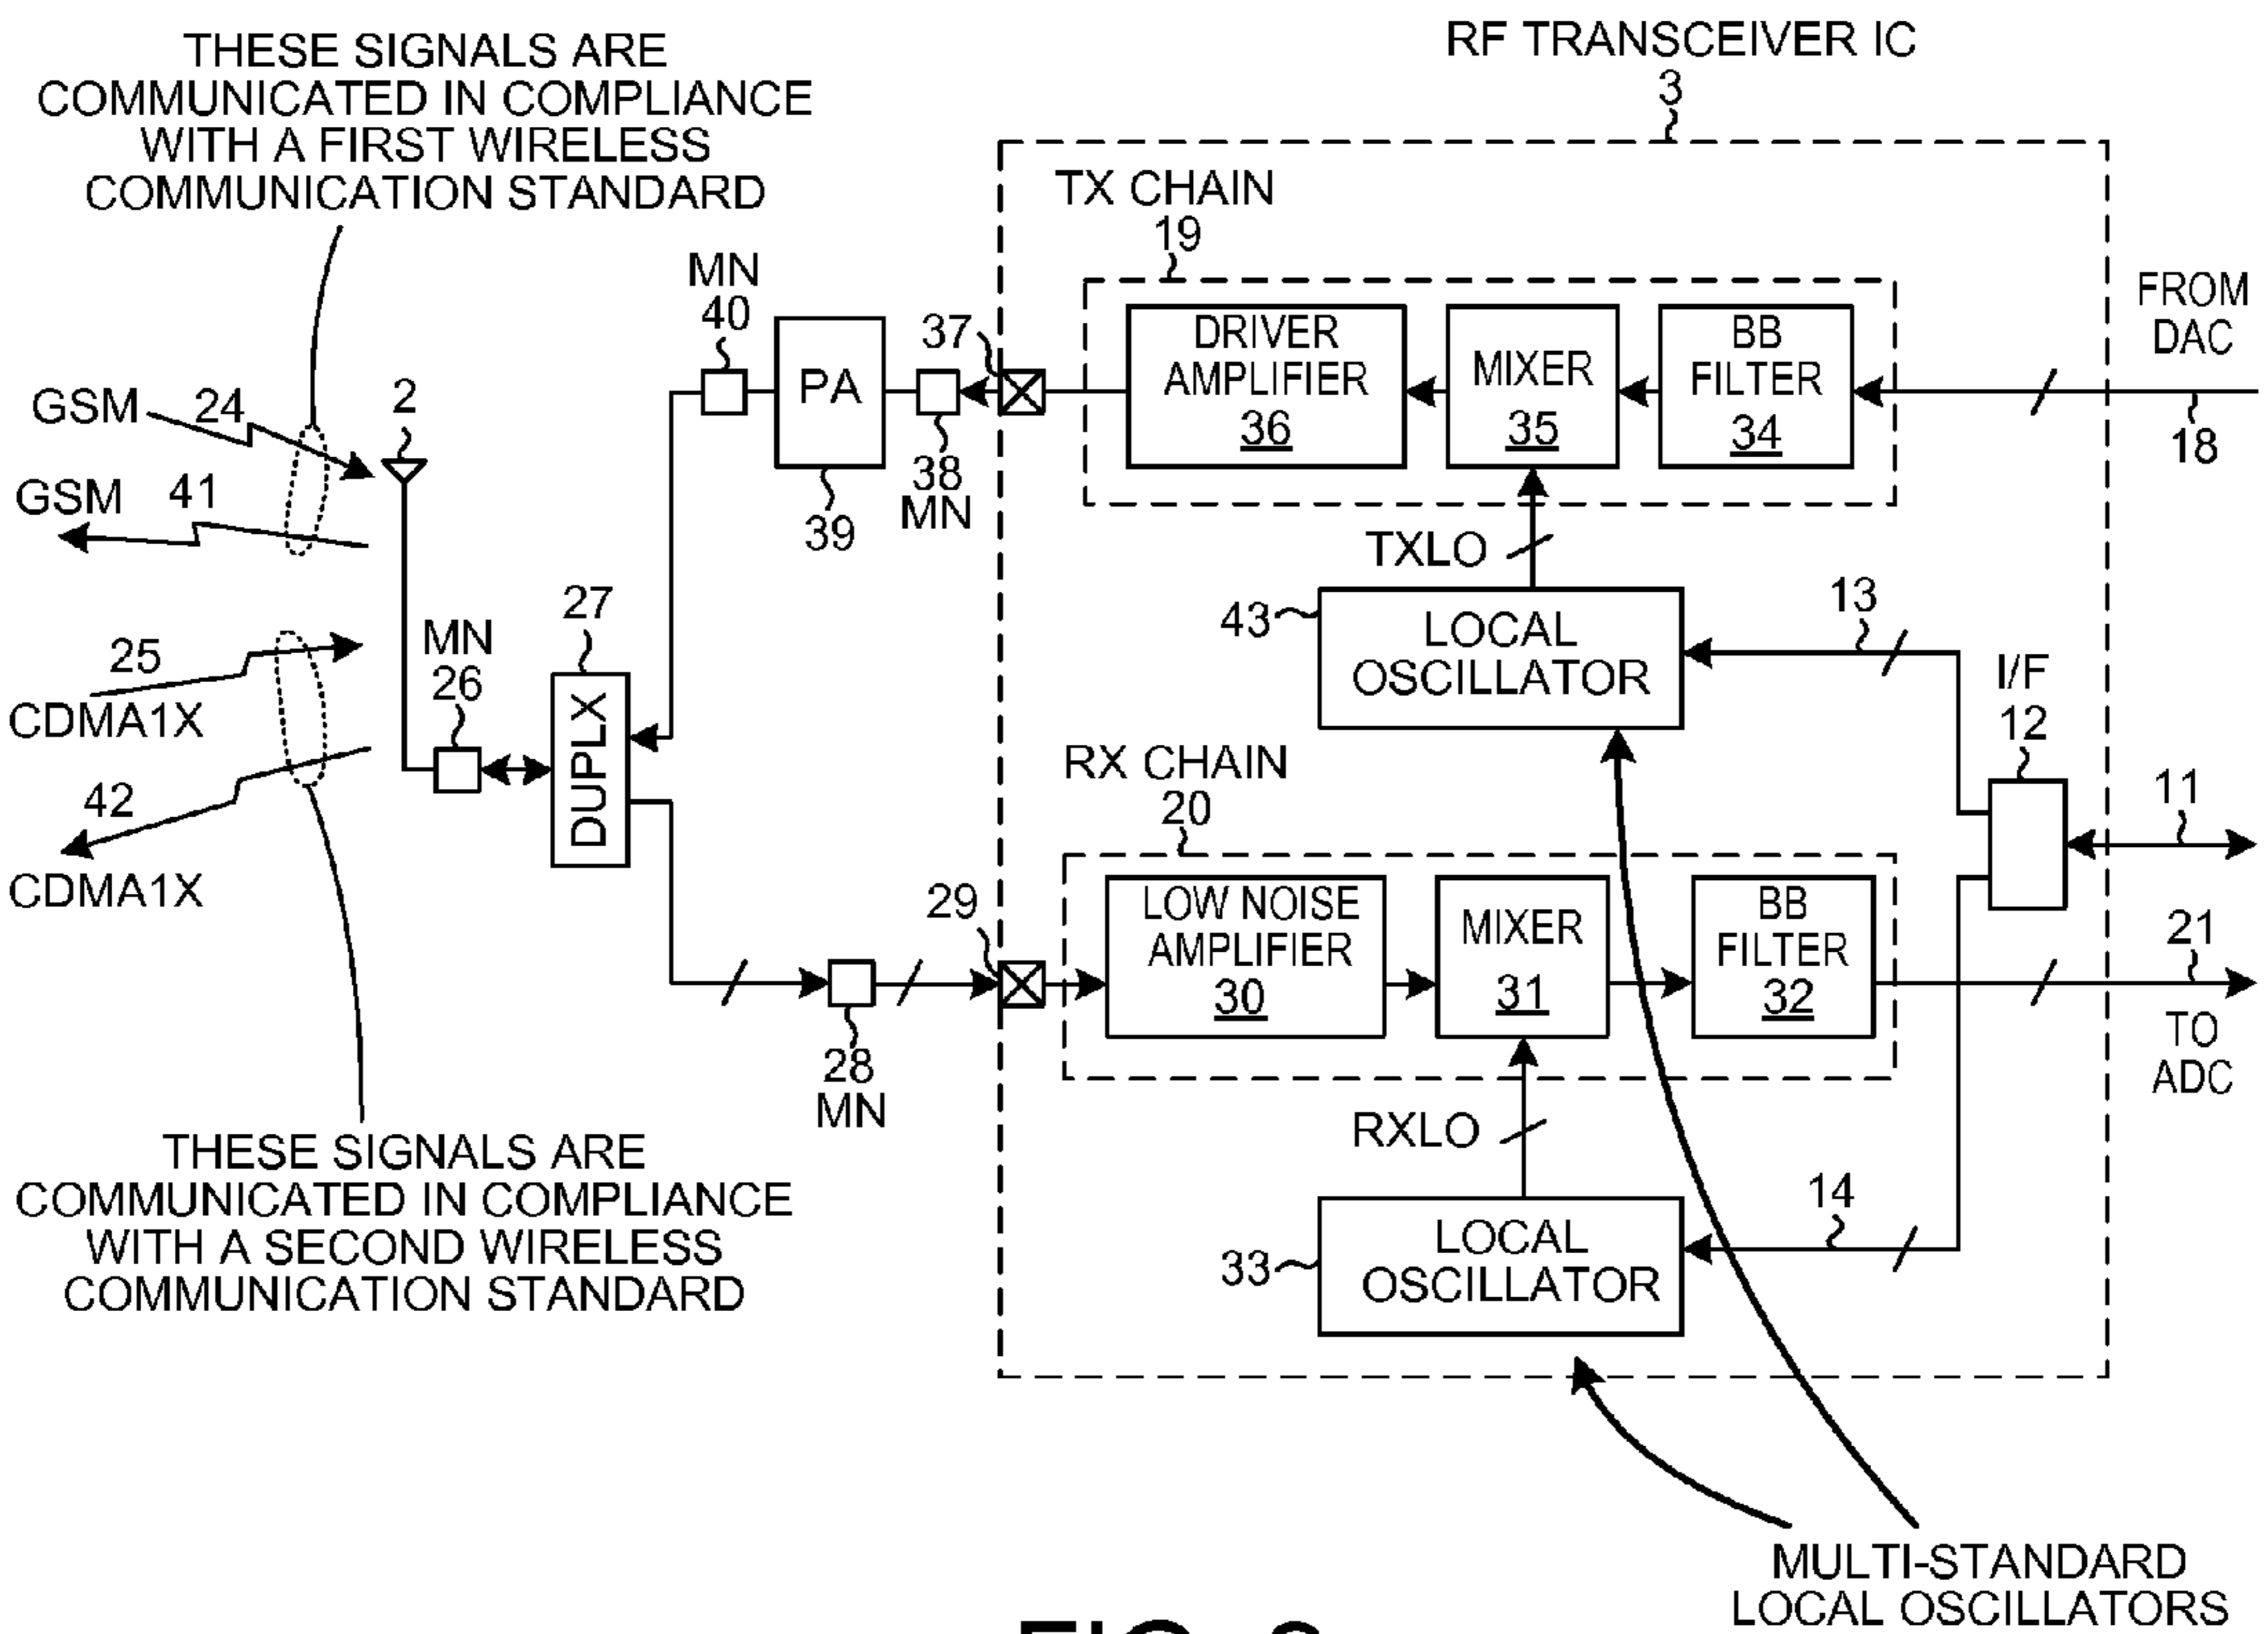 THESE SIGNALS ARE
COMMUNICATED IN COMPLIANCE
WITH A FIRST WIRELESS
COMMUNICATION STANDARD
RF TRANSCEIVER IC
3
TX CHAIN
19
MN
40
37
PA
39
38
MN
DRIVER
AMPLIFIER
36
MIXER
35
BB
FILTER
34
FROM
DAC
18
GSM
24
2
GSM
41
TXLO
43
LOCAL
OSCILLATOR
13
I/F
12
25
CDMA1X
MN
26
27
DUPLX
42
CDMA1X
RX CHAIN
20
11
29
LOW NOISE
AMPLIFIER
30
MIXER
31
BB
FILTER
32
21
TO
ADC
28
MN
RXLO
14
33
LOCAL
OSCILLATOR
THESE SIGNALS ARE
COMMUNICATED IN COMPLIANCE
WITH A SECOND WIRELESS
COMMUNICATION STANDARD
MULTI-STANDARD
LOCAL OSCILLATORS